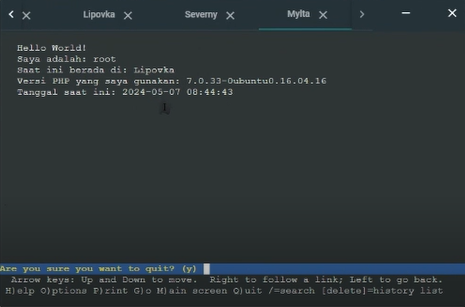 Lipovka Severny Mylta
Hello World!
Saya adalah: root
Saat ini berada di: Lipovka
Versi PHP yang saya gunakan: 7.0.33-0ubuntu0.16.04.16
Tanggal saat ini: 2024-05-07 08:44:43
Are you sure you want to quit? (y)
Arrow keys: Up and Down to move. Right to follow a link; Left to go back.
H)elp O)ptions P)rint G)o M)ain screen Q)uit /=search [delete]=history list